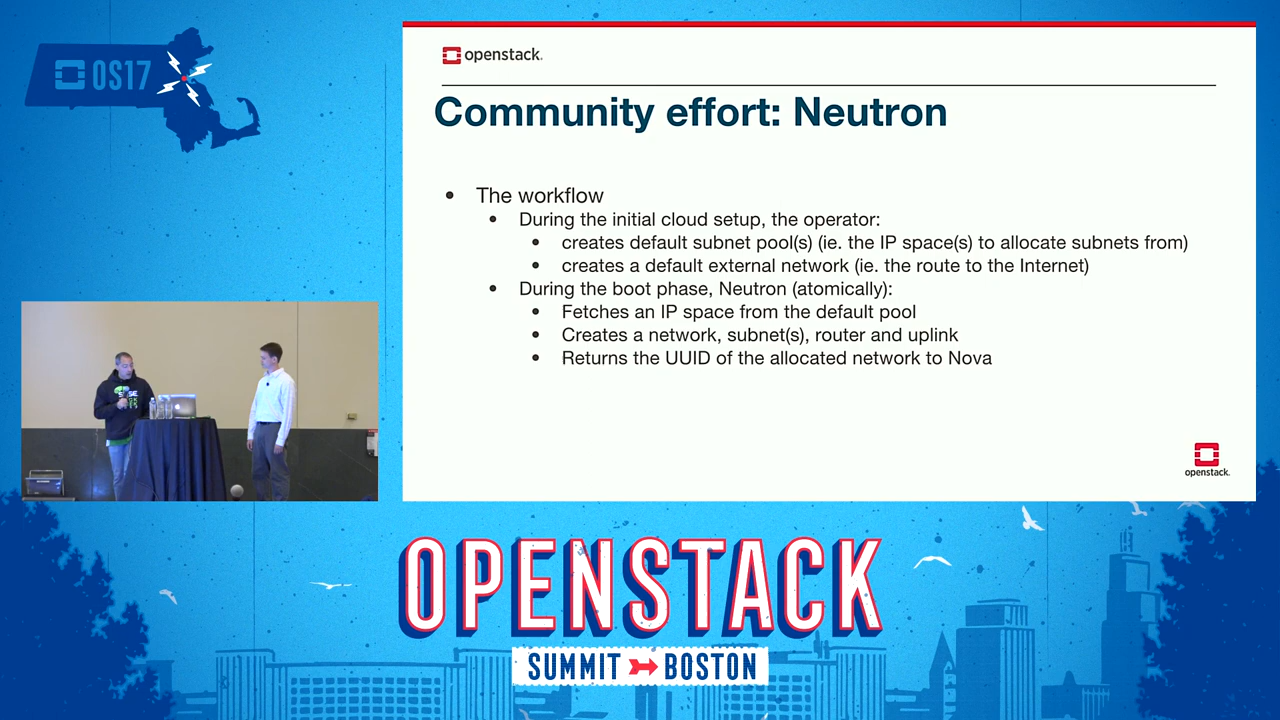 OS17
openstack.
Community effort: Neutron
• The workflow
• During the initial cloud setup, the operator:
• creates default subnet pool(s) (ie. the IP space(s) to allocate subnets from)
• creates a default external network (ie. the route to the Internet)
• During the boot phase, Neutron (atomically):
• Fetches an IP space from the default pool
• Creates a network, subnet(s), router and uplink
• Returns the UUID of the allocated network to Nova
openstack.
OPENSTACK
SUMMIT BOSTON